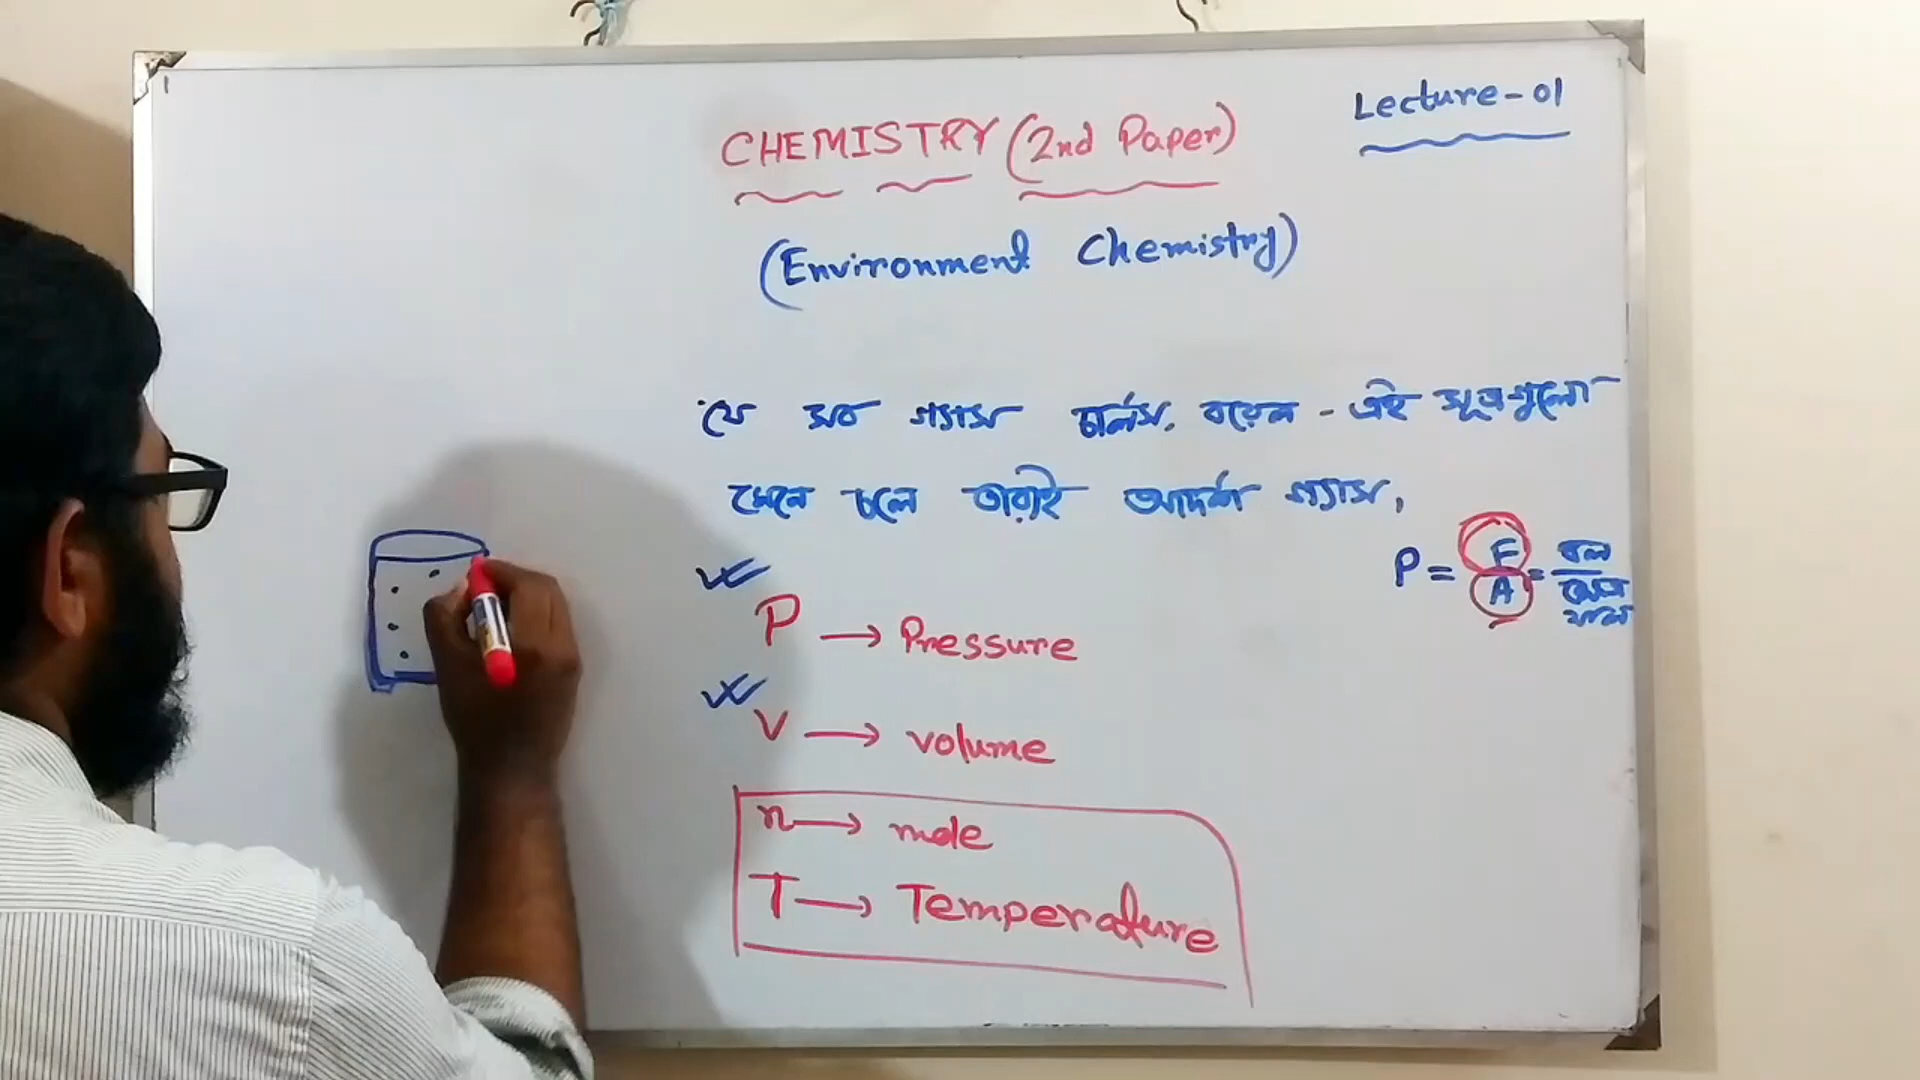 Lecture-01
CHEMISTRY (2nd Paper)
(Environment Chemistry)
যে সব গ্যাস চার্লস, বয়েল - এই সূত্রগুলো
মেনে চলে তারাই আদর্শ গ্যাস,
P = F/A = বল/ক্ষেত্রফল
P → Pressure
V → volume
n → mole
T → Temperature